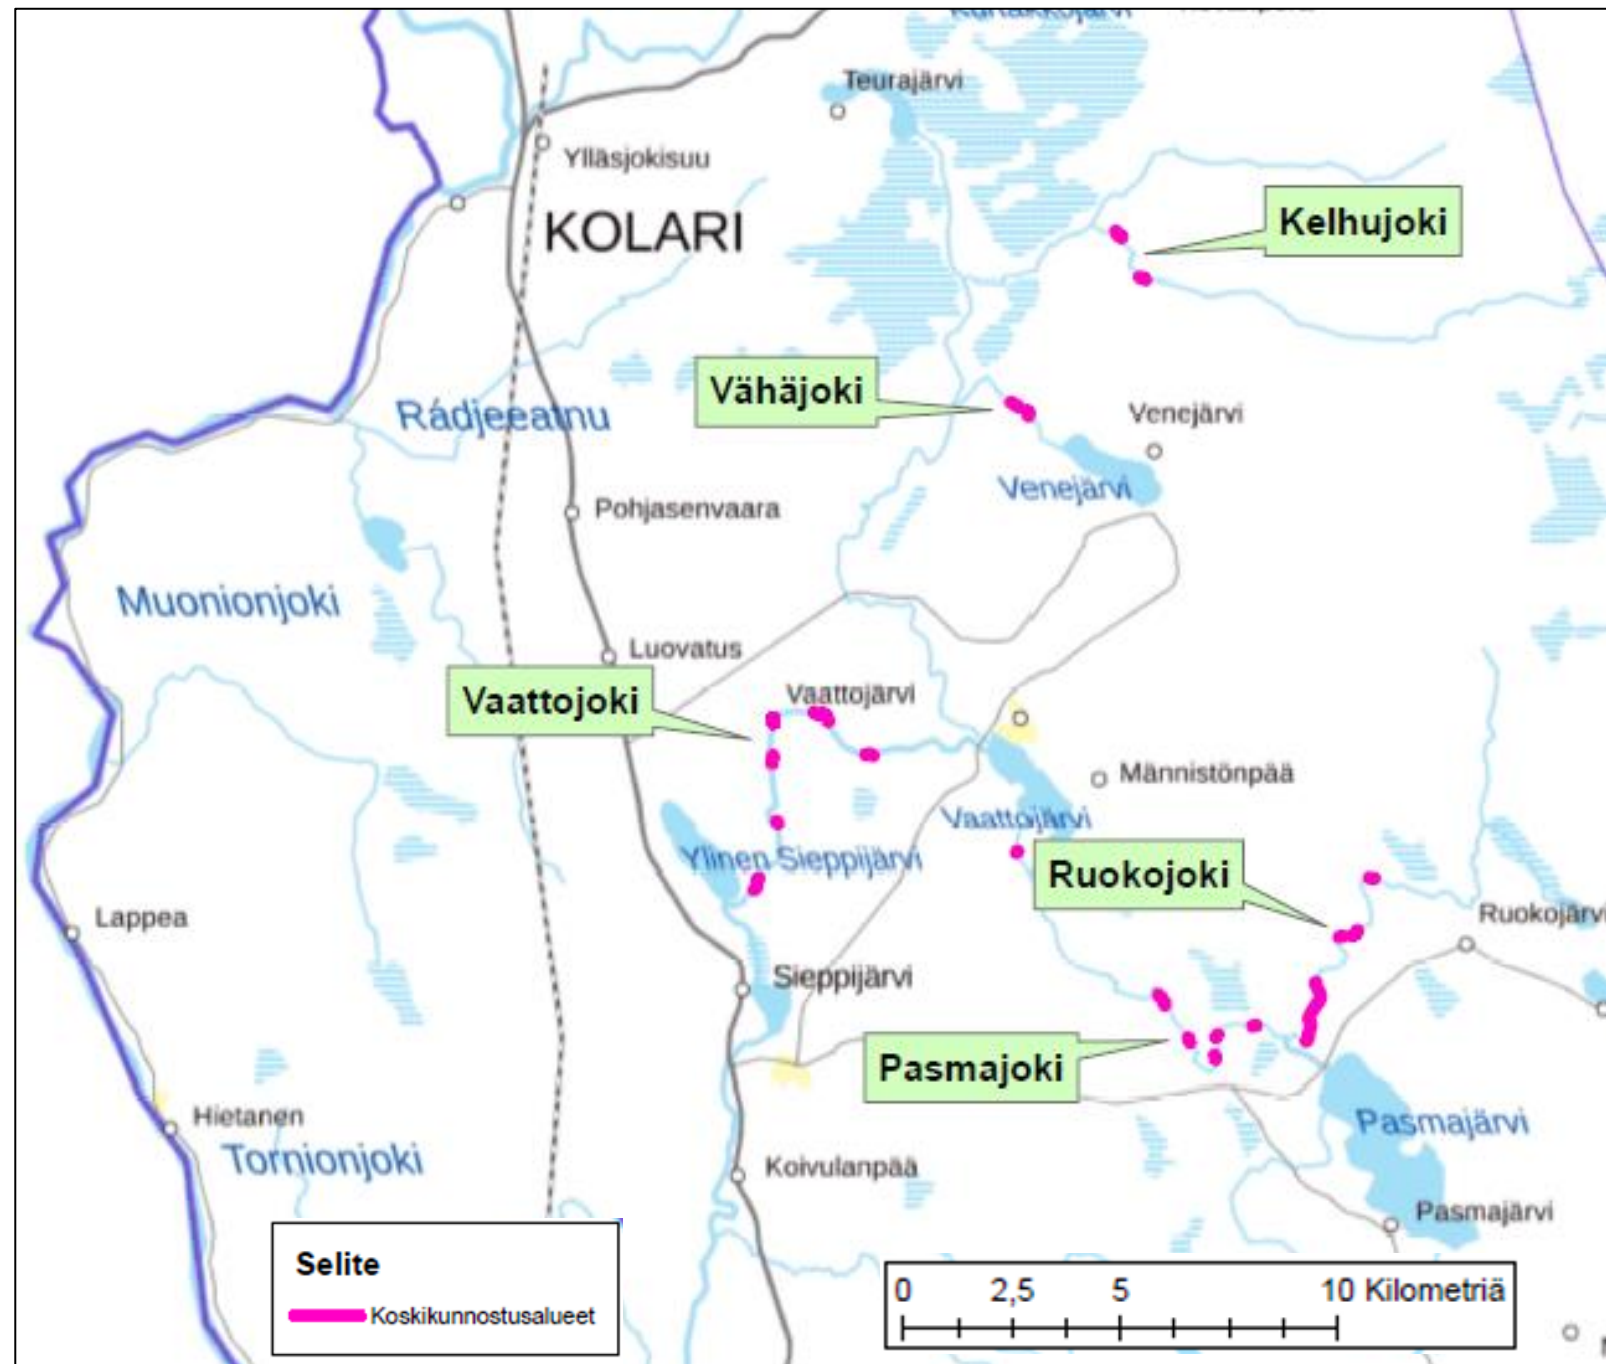 Teurajärvi
Ylläsjokisuu
KOLARI
Kelhujoki
Vähäjoki
Rádjeeatnu
Venejärvi
Venejärvi
Pohjasenvaara
Muonionjoki
Luovatus
Vaattojoki
Vaattojärvi
Männistönpää
Vaattojärvi
Ylinen Sieppijärvi
Ruokojoki
Lappea
Ruokojärvi
Sieppijärvi
Pasmajoki
Hietanen
Pasmajärvi
Tornionjoki
Koivulanpää
Pasmajärvi
Selite
Koskikunnostusalueet
0 2,5 5 10 Kilometriä